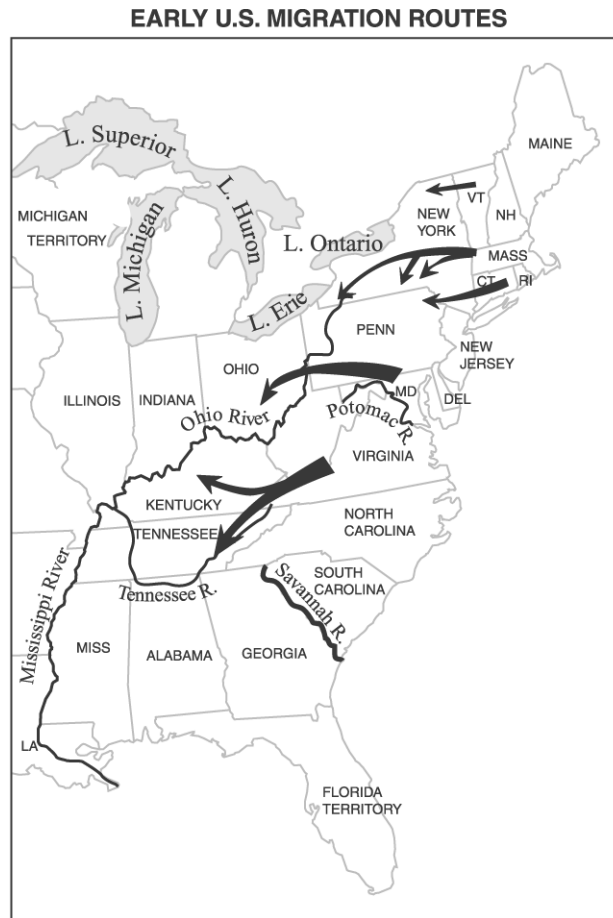 EARLY U.S. MIGRATION ROUTES
L. Superior
MAINE
MICHIGAN
TERRITORY
L. Michigan
L. Huron
L. Ontario
VT
NEW
YORK
NH
MASS
CT
RI
L. Erie
PENN
NEW
JERSEY
OHIO
ILLINOIS
INDIANA
MD
DEL
Ohio River
Potomac R.
VIRGINIA
KENTUCKY
NORTH
CAROLINA
TENNESSEE
Mississippi River
Tennessee R.
Savannah R.
SOUTH
CAROLINA
MISS
ALABAMA
GEORGIA
LA
FLORIDA
TERRITORY